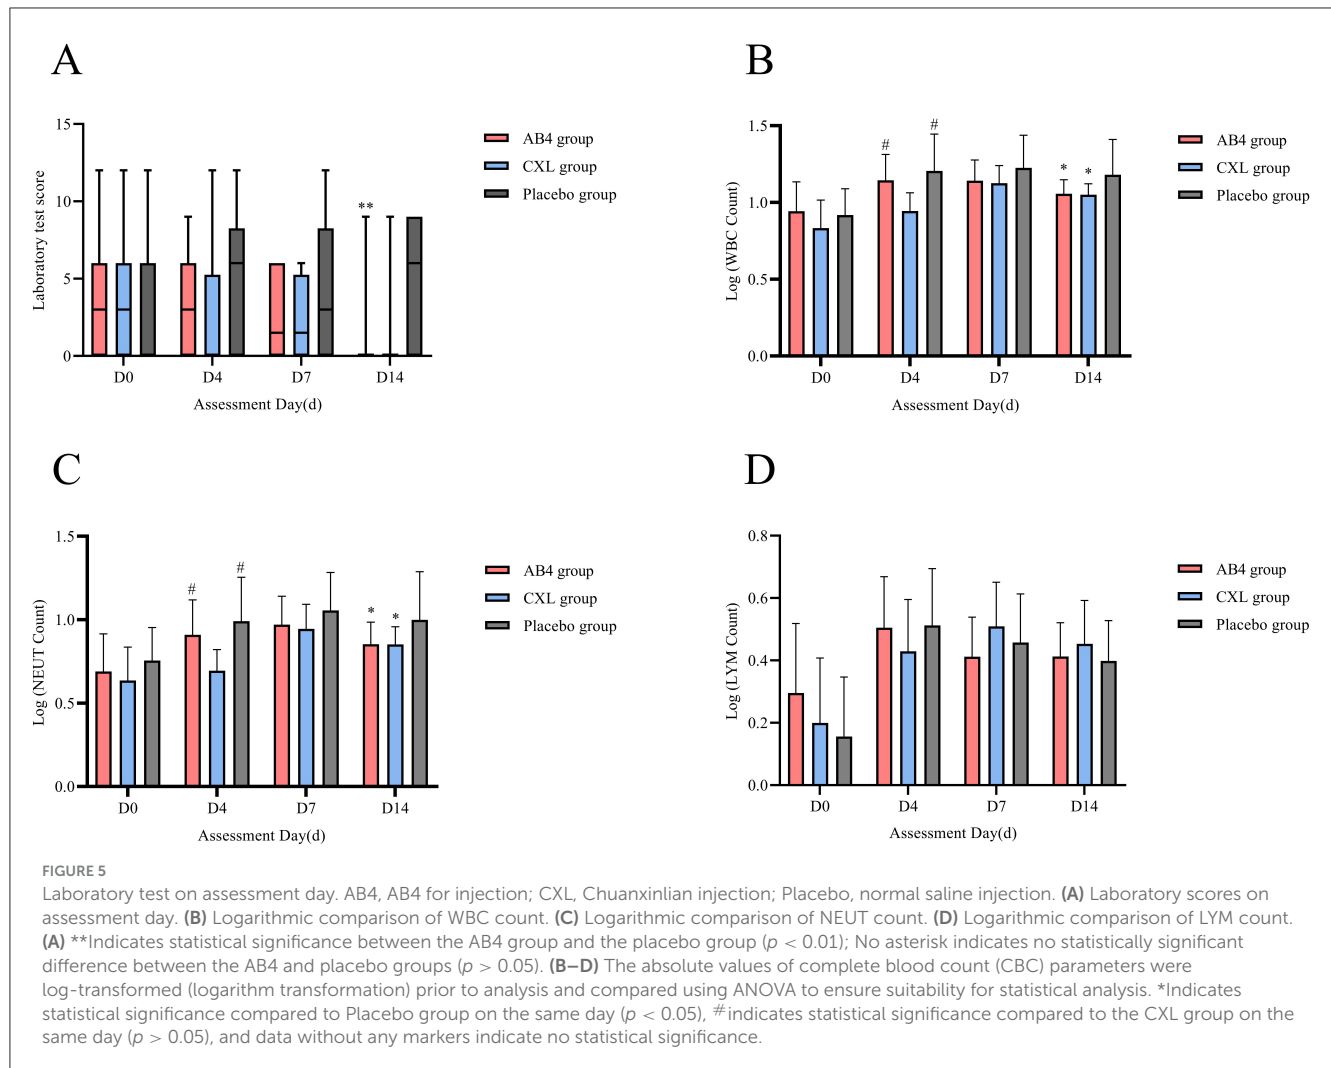 A
15
10
5
0
Laboratory test score
**
D0 D4 D7 D14
Assessment Day(d)
AB4 group
CXL group
Placebo group
B
1.5
1.0
0.5
0.0
Log (WBC Count)
# # * *
D0 D4 D7 D14
Assessment Day(d)
AB4 group
CXL group
Placebo group
C
1.5
1.0
0.5
0.0
Log (NEUT Count)
# # * *
D0 D4 D7 D14
Assessment Day(d)
AB4 group
CXL group
Placebo group
D
0.8
0.6
0.4
0.2
0.0
Log (LYM Count)
D0 D4 D7 D14
Assessment Day(d)
AB4 group
CXL group
Placebo group
FIGURE 5
Laboratory test on assessment day. AB4, AB4 for injection; CXL, Chuanxinlian injection; Placebo, normal saline injection. (A) Laboratory scores on
assessment day. (B) Logarithmic comparison of WBC count. (C) Logarithmic comparison of NEUT count. (D) Logarithmic comparison of LYM count.
(A) **Indicates statistical significance between the AB4 group and the placebo group (p < 0.01); No asterisk indicates no statistically significant
difference between the AB4 and placebo groups (p > 0.05). (B–D) The absolute values of complete blood count (CBC) parameters were
log-transformed (logarithm transformation) prior to analysis and compared using ANOVA to ensure suitability for statistical analysis. *Indicates
statistical significance compared to Placebo group on the same day (p < 0.05), #indicates statistical significance compared to the CXL group on the
same day (p > 0.05), and data without any markers indicate no statistical significance.